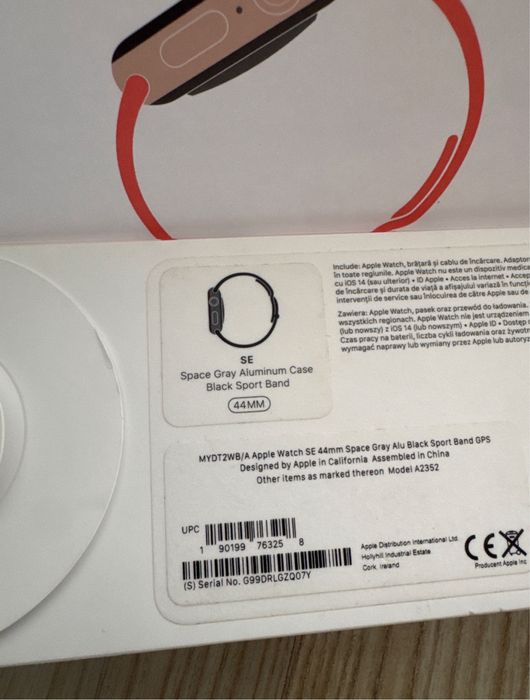 SE
Space Gray Aluminum Case
Black Sport Band
44MM
Include: Apple Watch, brățară și cablu de încărcare. Adaptor
în toate regiunile. Apple Watch nu este un dispozitiv medica
cu iOS 14 (sau ulterior) • ID Apple • Acces la internet • Accep
de încărcare și durata de viață a afișajului variază în funcți
intervenții de service sau înlocuirea de către Apple sau de
Zawiera: Apple Watch, pasek oraz przewód do ładowania.
wszystkich regionach. Apple Watch nie jest urządzeniem
(lub nowszy) z iOS 14 (lub nowszym) • Apple ID • Dostęp
Czas pracy na baterii, liczba cykli ładowania oraz żywotn
wymagać naprawy lub wymiany przez Apple lub autoryz
MYDT2WB/A Apple Watch SE 44mm Space Gray Alu Black Sport Band GPS
Designed by Apple in California Assembled in China
Other items as marked thereon Model A2352
UPC
1 90199 76325 8
(S) Serial No. G99DRLGZQ07Y
Apple Distribution International Ltd.
Hollyhill Industrial Estate
Cork, Ireland
CE
Producent Apple Inc